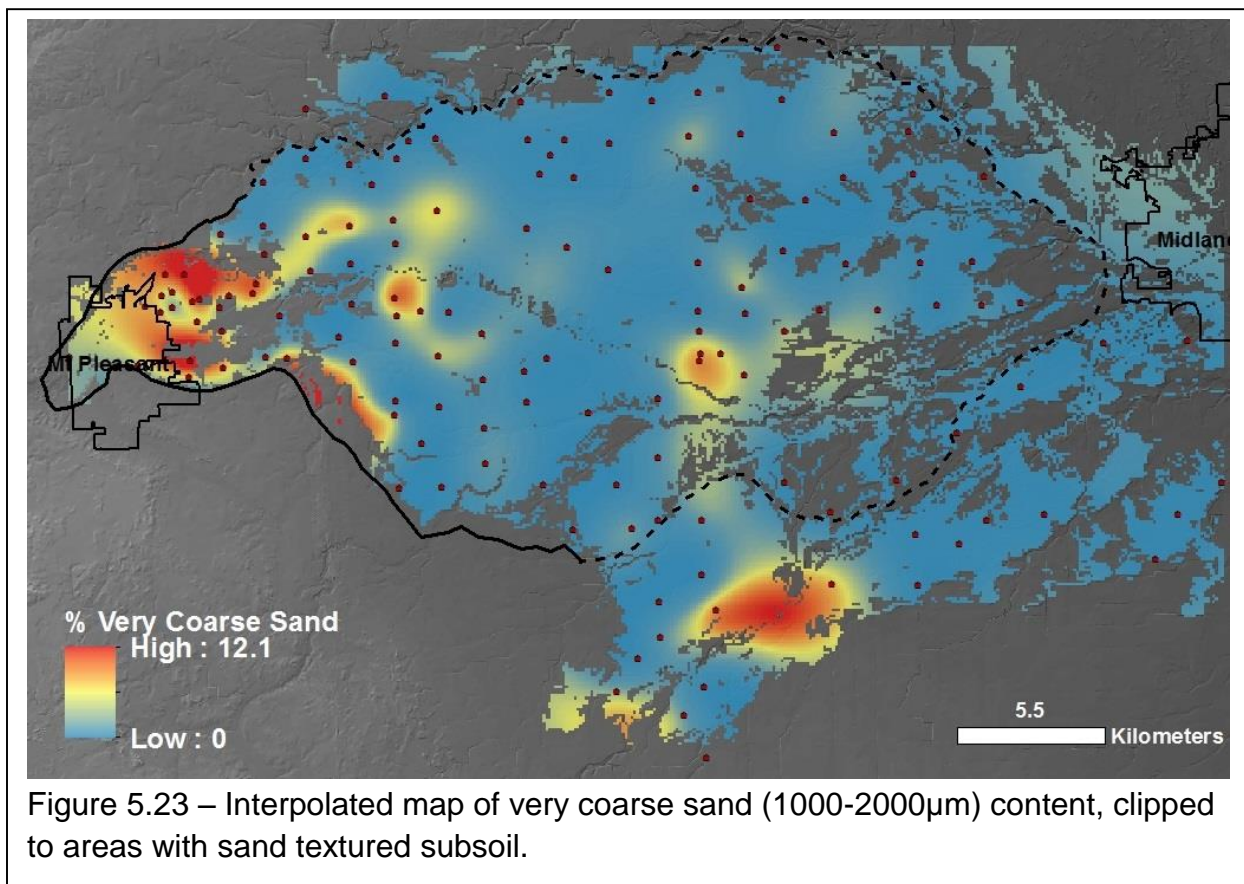 Midlan
Mt Pleasant
% Very Coarse Sand
High : 12.1
Low : 0
5.5
Kilometers
Figure 5.23 – Interpolated map of very coarse sand (1000-2000µm) content, clipped
to areas with sand textured subsoil.